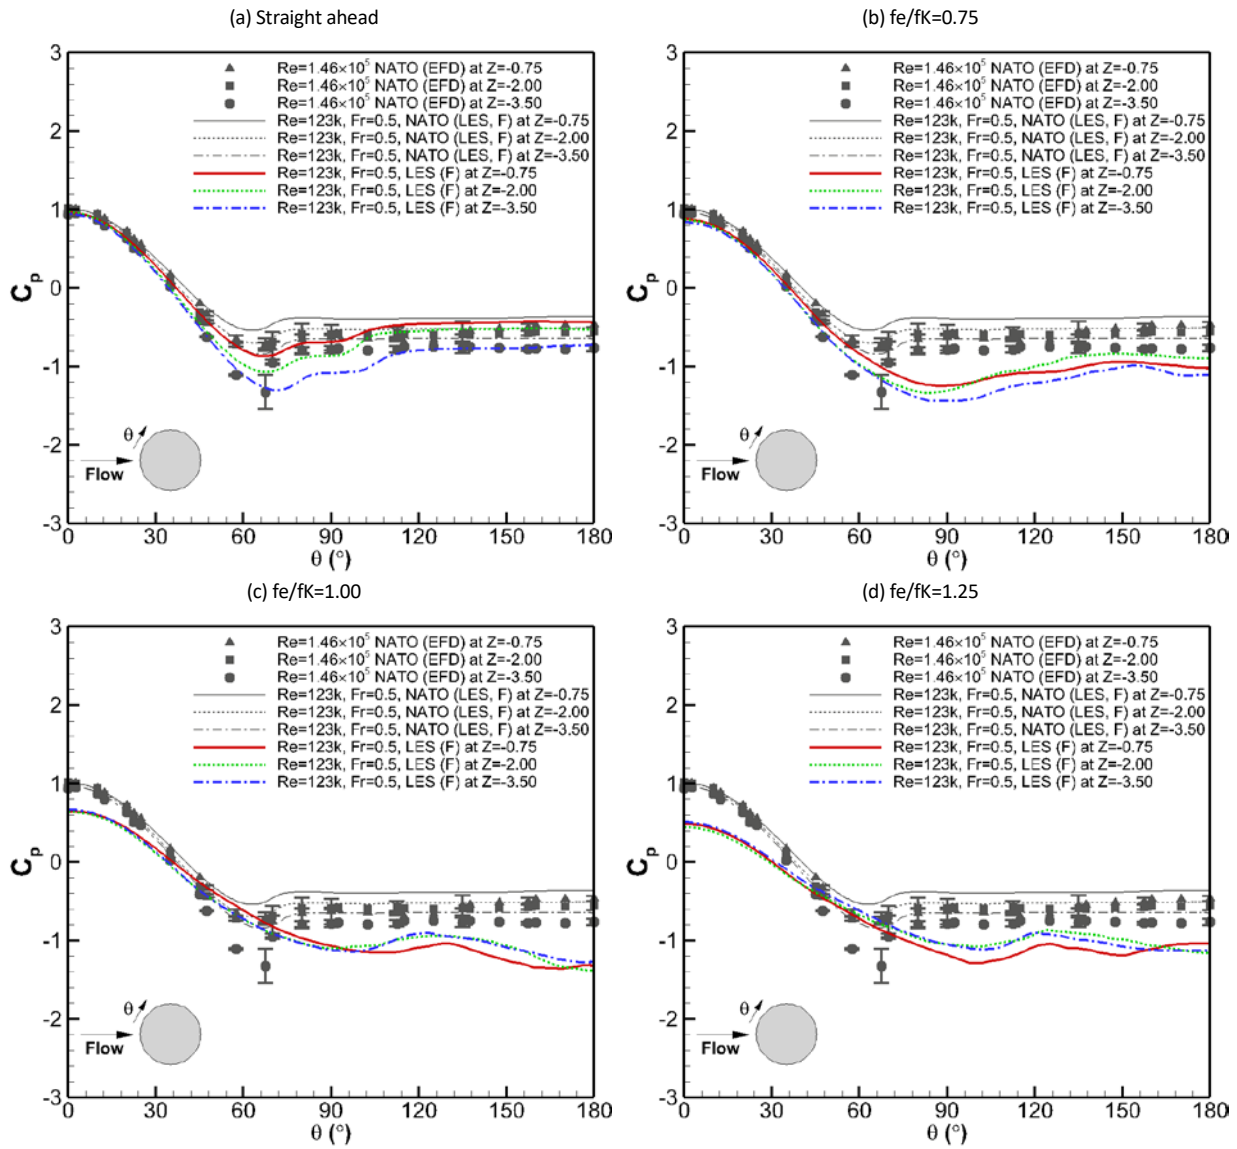 (a) Straight ahead
3
2
1
0
-1
-2
-3
Cp
Re=1.46×10⁵ NATO (EFD) at Z=-0.75
Re=1.46×10⁵ NATO (EFD) at Z=-2.00
Re=1.46×10⁵ NATO (EFD) at Z=-3.50
Re=123k, Fr=0.5, NATO (LES, F) at Z=-0.75
Re=123k, Fr=0.5, NATO (LES, F) at Z=-2.00
Re=123k, Fr=0.5, NATO (LES, F) at Z=-3.50
Re=123k, Fr=0.5, LES (F) at Z=-0.75
Re=123k, Fr=0.5, LES (F) at Z=-2.00
Re=123k, Fr=0.5, LES (F) at Z=-3.50
θ
Flow
0 30 60 90 120 150 180
θ (°)
(b) fe/fK=0.75
3
2
1
0
-1
-2
-3
Cp
Re=1.46×10⁵ NATO (EFD) at Z=-0.75
Re=1.46×10⁵ NATO (EFD) at Z=-2.00
Re=1.46×10⁵ NATO (EFD) at Z=-3.50
Re=123k, Fr=0.5, NATO (LES, F) at Z=-0.75
Re=123k, Fr=0.5, NATO (LES, F) at Z=-2.00
Re=123k, Fr=0.5, NATO (LES, F) at Z=-3.50
Re=123k, Fr=0.5, LES (F) at Z=-0.75
Re=123k, Fr=0.5, LES (F) at Z=-2.00
Re=123k, Fr=0.5, LES (F) at Z=-3.50
θ
Flow
0 30 60 90 120 150 180
θ (°)
(c) fe/fK=1.00
3
2
1
0
-1
-2
-3
Cp
Re=1.46×10⁵ NATO (EFD) at Z=-0.75
Re=1.46×10⁵ NATO (EFD) at Z=-2.00
Re=1.46×10⁵ NATO (EFD) at Z=-3.50
Re=123k, Fr=0.5, NATO (LES, F) at Z=-0.75
Re=123k, Fr=0.5, NATO (LES, F) at Z=-2.00
Re=123k, Fr=0.5, NATO (LES, F) at Z=-3.50
Re=123k, Fr=0.5, LES (F) at Z=-0.75
Re=123k, Fr=0.5, LES (F) at Z=-2.00
Re=123k, Fr=0.5, LES (F) at Z=-3.50
θ
Flow
0 30 60 90 120 150 180
θ (°)
(d) fe/fK=1.25
3
2
1
0
-1
-2
-3
Cp
Re=1.46×10⁵ NATO (EFD) at Z=-0.75
Re=1.46×10⁵ NATO (EFD) at Z=-2.00
Re=1.46×10⁵ NATO (EFD) at Z=-3.50
Re=123k, Fr=0.5, NATO (LES, F) at Z=-0.75
Re=123k, Fr=0.5, NATO (LES, F) at Z=-2.00
Re=123k, Fr=0.5, NATO (LES, F) at Z=-3.50
Re=123k, Fr=0.5, LES (F) at Z=-0.75
Re=123k, Fr=0.5, LES (F) at Z=-2.00
Re=123k, Fr=0.5, LES (F) at Z=-3.50
θ
Flow
0 30 60 90 120 150 180
θ (°)